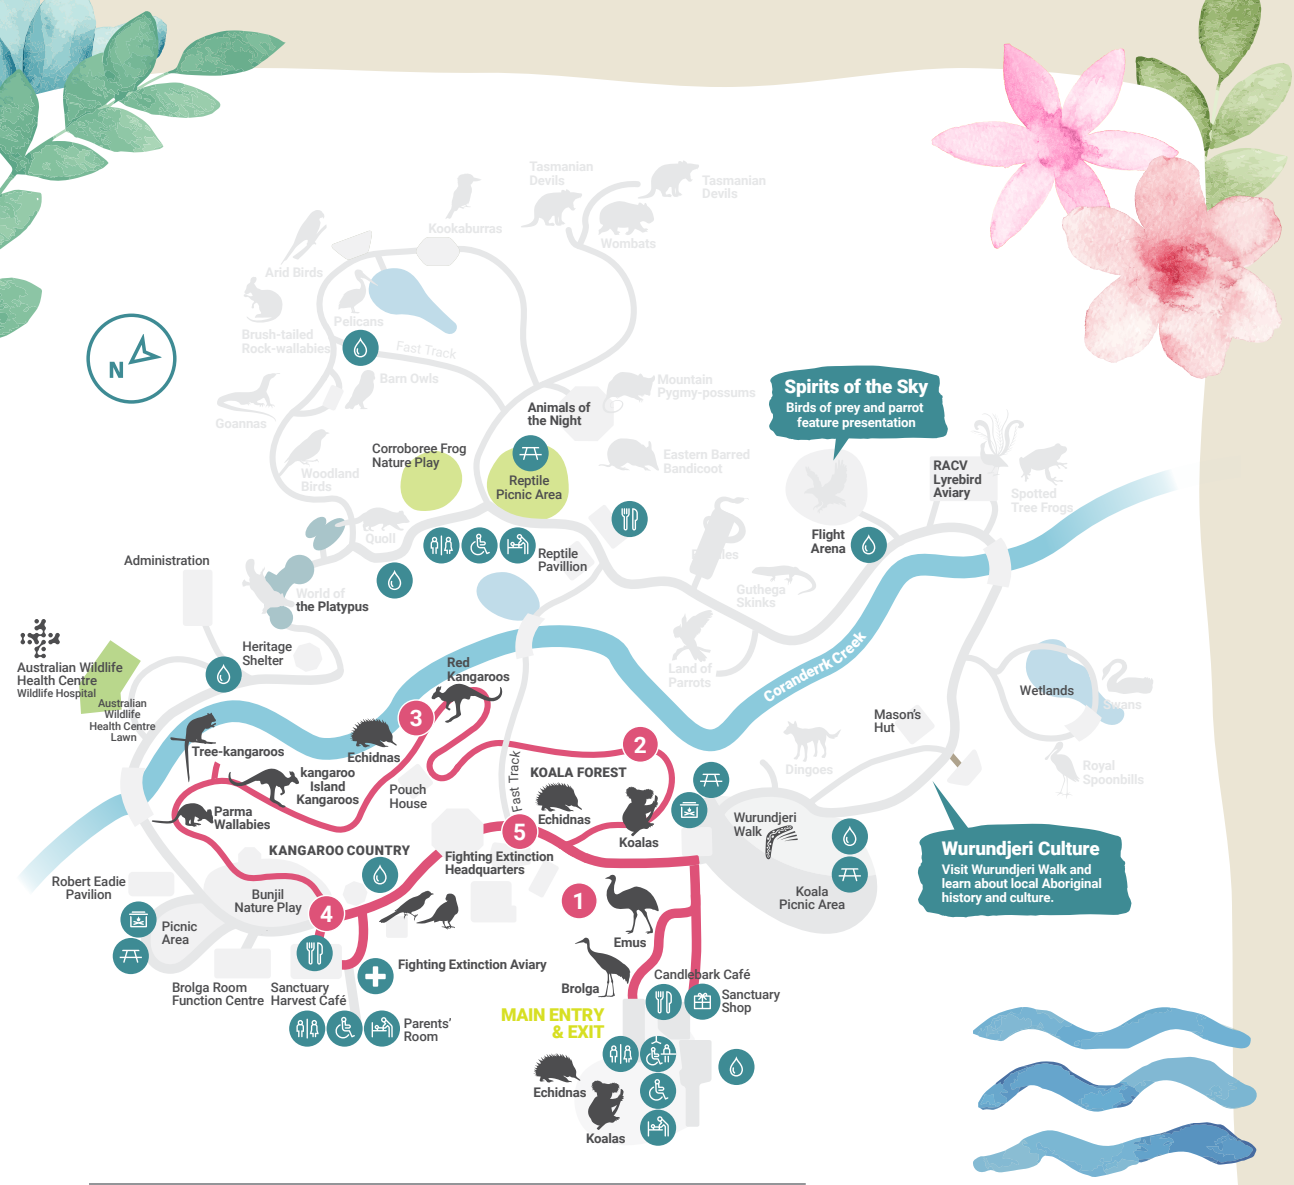 Tasmanian
Devils
Tasmanian
Devils
Kookaburras
Wombats
Arid Birds
Pelicans
Brush-tailed
Rock-wallabies
Fast Track
Barn Owls
Goannas
Mountain
Pygmy-possums
Animals of
the Night
Corroboree Frog
Nature Play
Eastern Barred
Bandicoot
Woodland
Birds
Reptile
Picnic Area
Spirits of the Sky
Birds of prey and parrot
feature presentation
RACV
Lyrebird
Aviary
Spotted
Tree Frogs
Quoll
Flight
Arena
Reptile
Pavillion
Administration
World of
the Platypus
Guthega
Skinks
N
Heritage
Shelter
Australian Wildlife
Health Centre
Wildlife Hospital
Australian
Wildlife
Health Centre
Lawn
Red
Kangaroos
Land of
Parrots
Coranderrk Creek
Wetlands
Swans
Mason's
Hut
3
Echidnas
Tree-kangaroos
2
Dingoes
Royal
Spoonbills
kangaroo
Island
Kangaroos
Pouch
House
Fast Track
KOALA FOREST
Echidnas
Koalas
Parma
Wallabies
5
Wurundjeri
Walk
KANGAROO COUNTRY
Fighting Extinction
Headquarters
Wurundjeri Culture
Visit Wurundjeri Walk and
learn about local Aboriginal
history and culture.
Robert Eadie
Pavilion
Bunjil
Nature Play
4
1
Koala
Picnic Area
Picnic
Area
Emus
Fighting Extinction Aviary
Brolga
Candlebark Café
Sanctuary
Shop
Brolga Room
Function Centre
Sanctuary
Harvest Café
MAIN ENTRY
& EXIT
Parents'
Room
Echidnas
Koalas